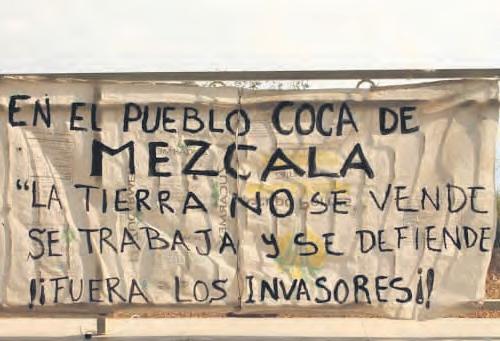 EN EL PUEBLO COCA DE
MEZCALA
"LA TIERRA NO SE VENDE
SE TRABAJA Y SE DEFIENDE
¡¡FUERA LOS INVASORES¡!